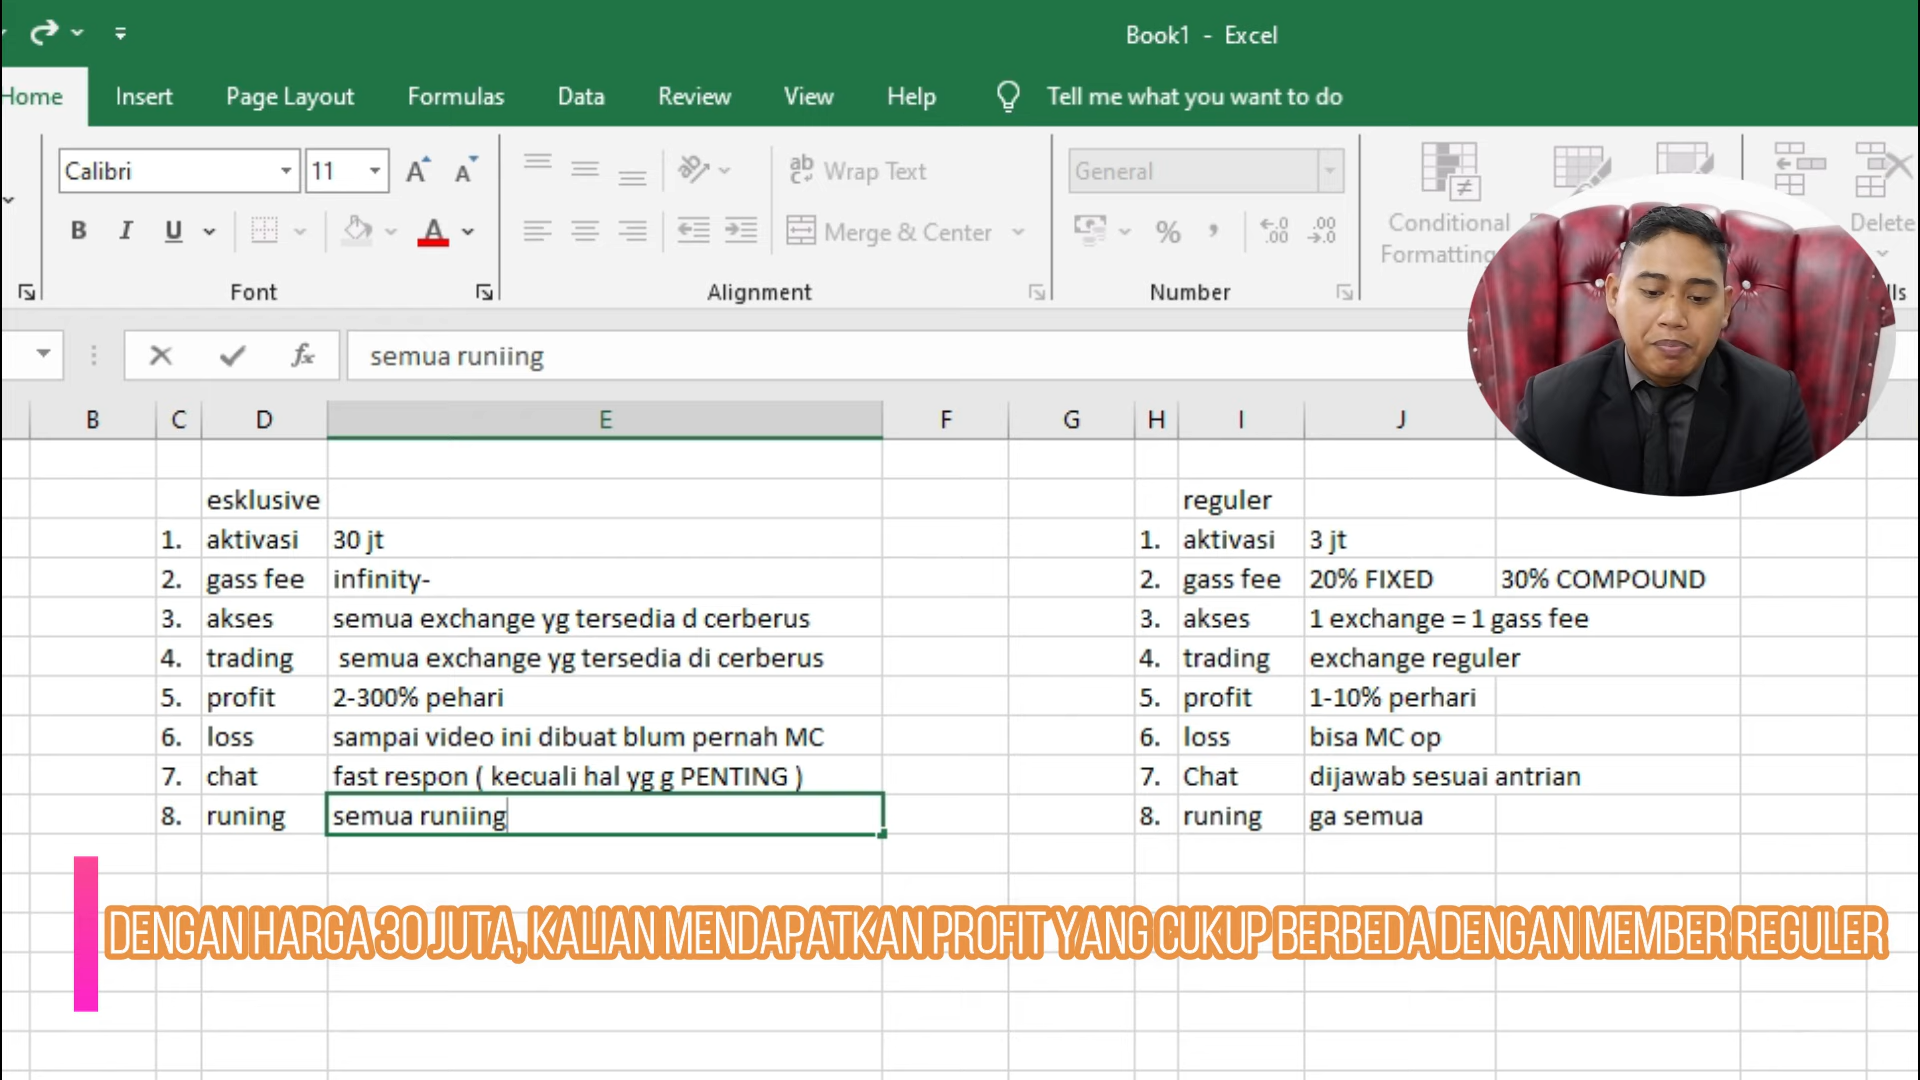 Book1 - Excel
Home Insert Page Layout Formulas Data Review View Help Tell me what you want to do
Calibri 11 A A ab c Wrap Text General
B I U A Merge & Center % , .00 .00 Conditional Formatting Delete
Font Alignment Number
semua runiing
B C D E F G H I J
esklusive reguler
1. aktivasi 30 jt 1. aktivasi 3 jt
2. gass fee infinity- 2. gass fee 20% FIXED 30% COMPOUND
3. akses semua exchange yg tersedia d cerberus 3. akses 1 exchange = 1 gass fee
4. trading semua exchange yg tersedia di cerberus 4. trading exchange reguler
5. profit 2-300% pehari 5. profit 1-10% perhari
6. loss sampai video ini dibuat blum pernah MC 6. loss bisa MC op
7. chat fast respon ( kecuali hal yg g PENTING ) 7. Chat dijawab sesuai antrian
8. runing semua runiing 8. runing ga semua
DENGAN HARGA 30 JUTA, KALIAN MENDAPATKAN PROFIT YANG CUKUP BERBEDA DENGAN MEMBER REGULER